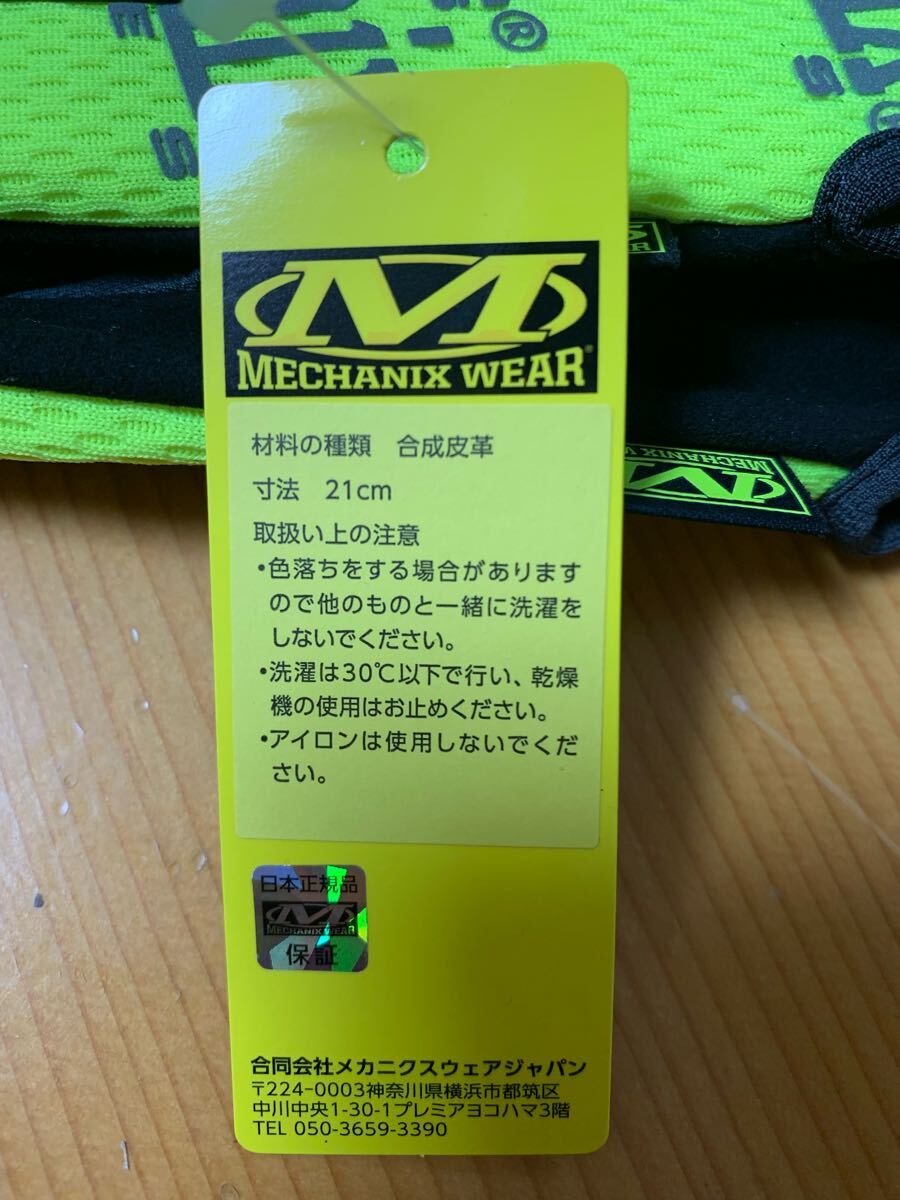 MECHANIX WEAR
材料の種類 合成皮革
寸法 21cm
取扱い上の注意
•色落ちをする場合があります
ので他のものと一緒に洗濯を
しないでください。
•洗濯は30℃以下で行い、乾燥
機の使用はお止めください。
•アイロンは使用しないでくだ
さい。
日本正規品
MECHANIX WEAR
保証
合同会社メカニクスウェアジャパン
〒224-0003神奈川県横浜市都筑区
中川中央1-30-1プレミアヨコハマ3階
TEL 050-3659-3390